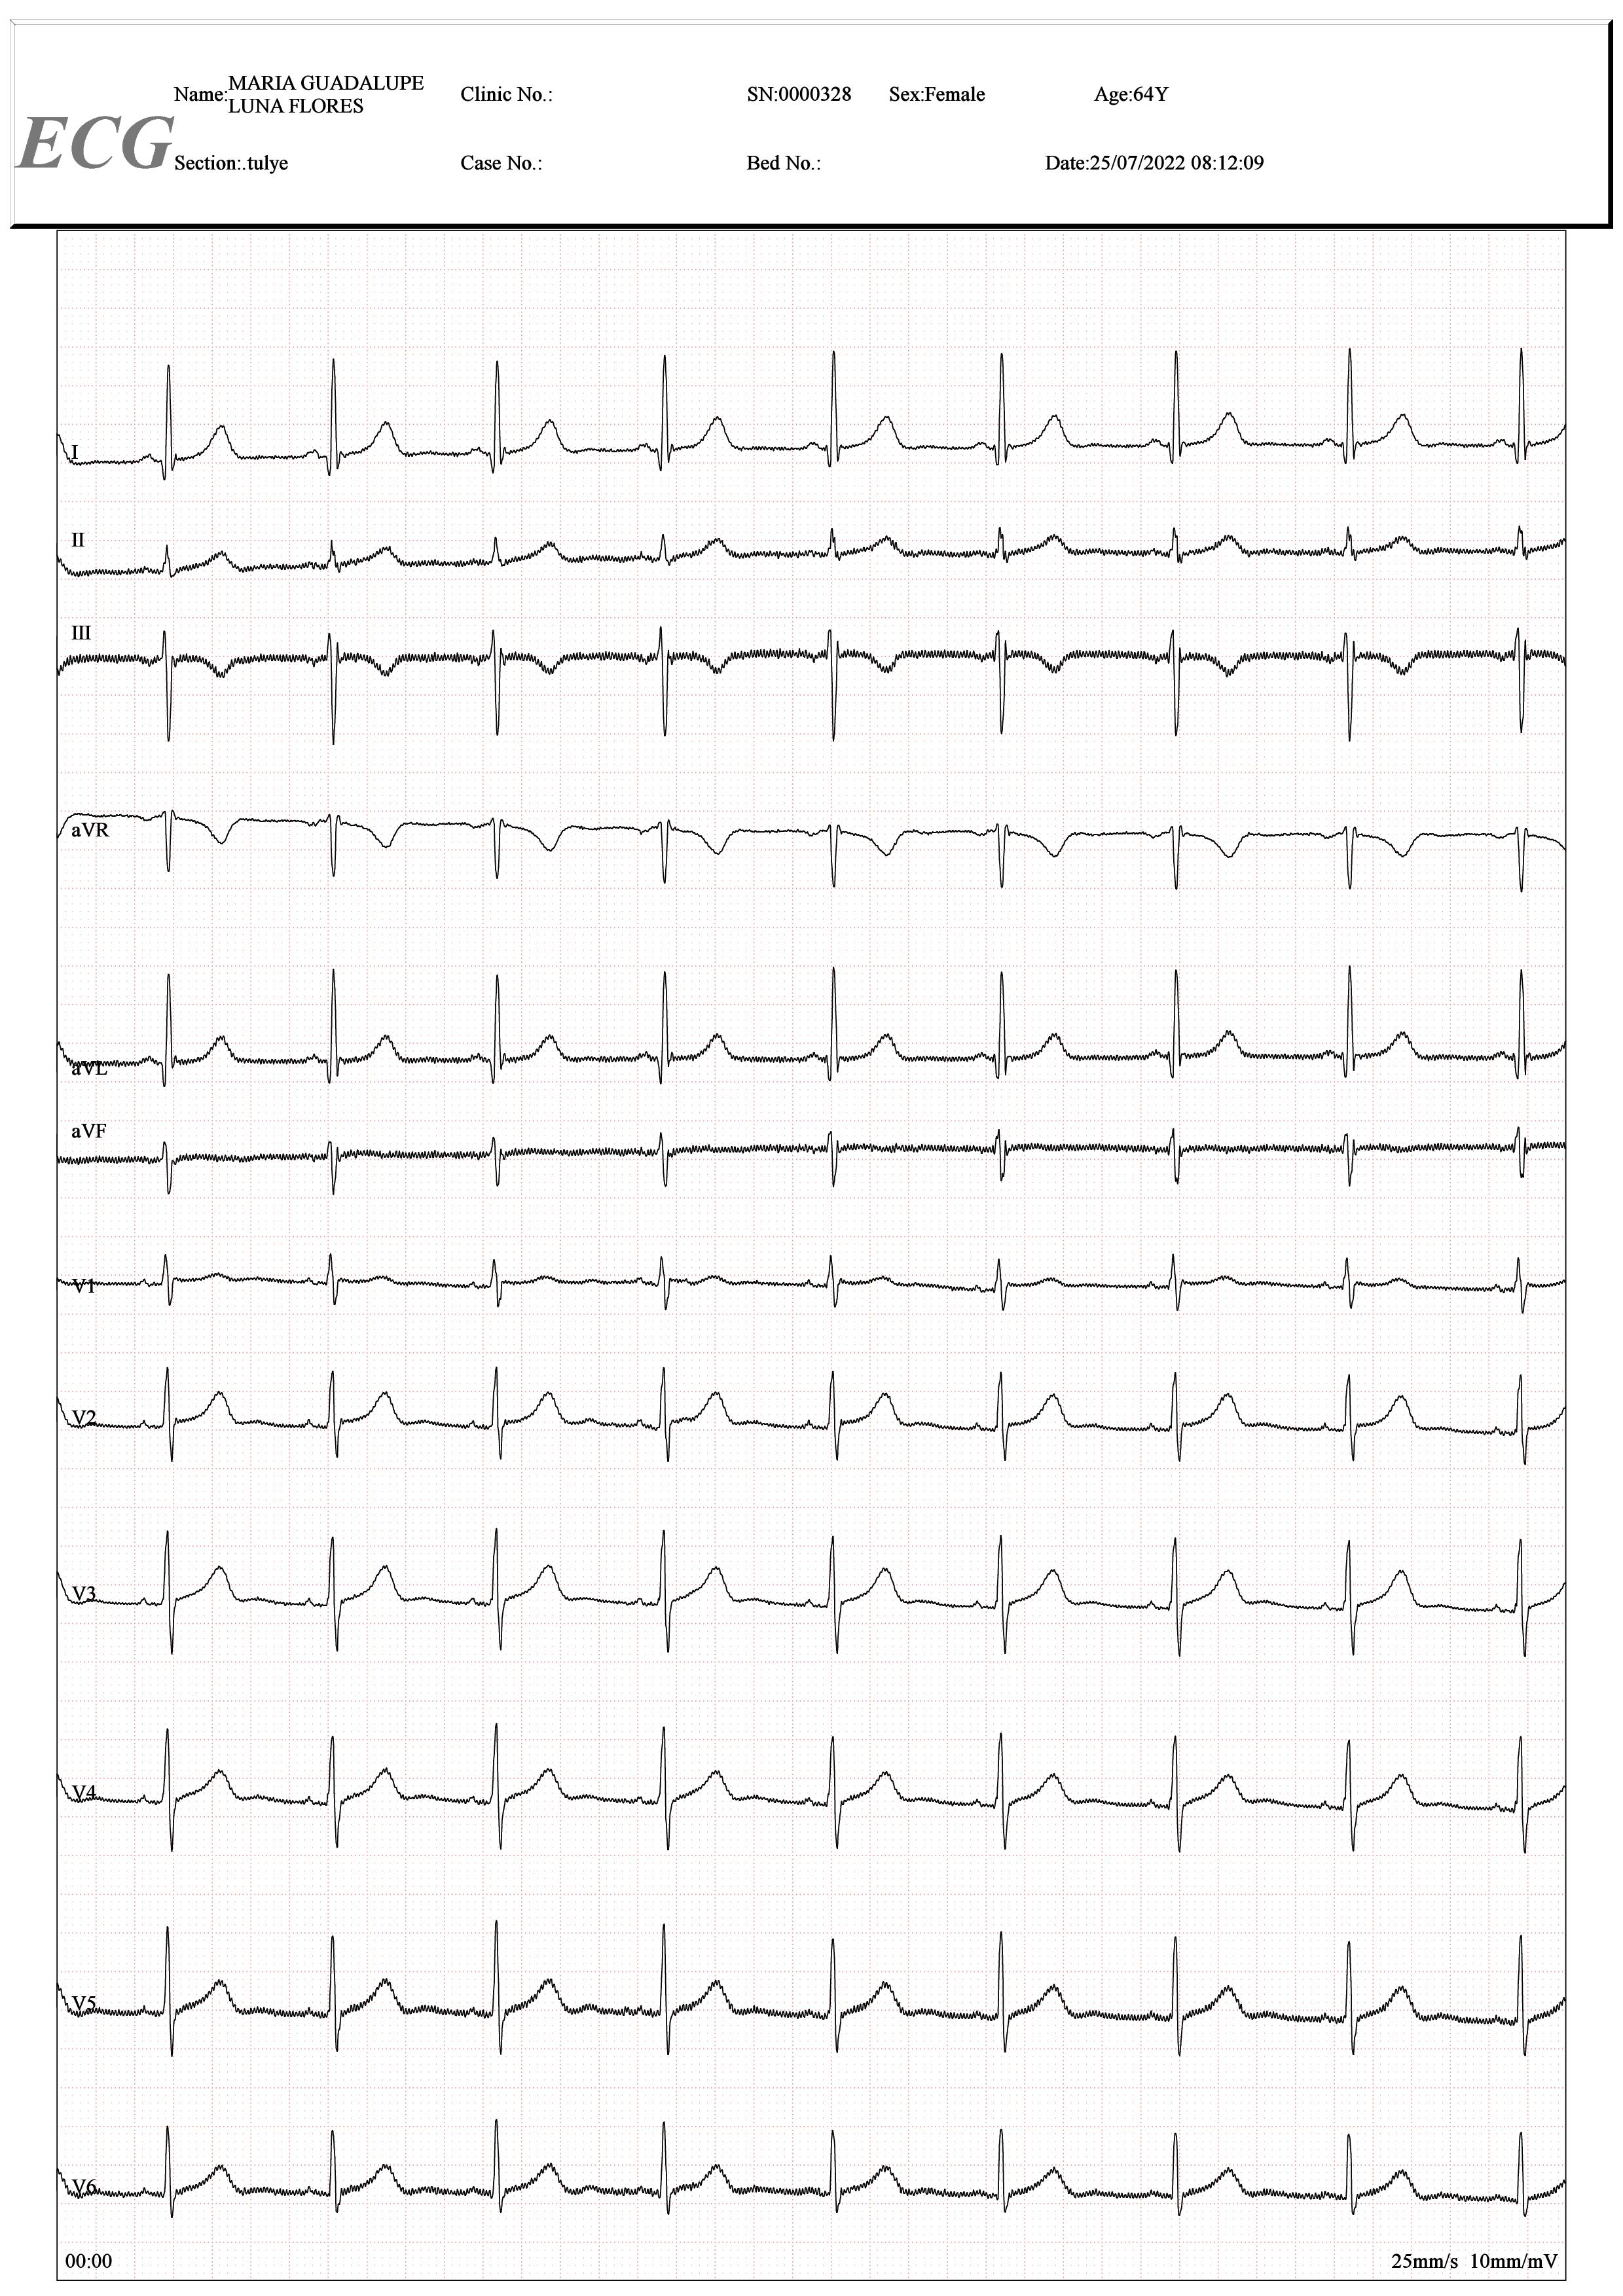 ECG
Name:MARIA GUADALUPE LUNA FLORES
Clinic No.:
SN:0000328
Sex:Female
Age:64Y
Section:.tulye
Case No.:
Bed No.:
Date:25/07/2022 08:12:09
I
II
III
aVR
aVL
aVF
V1
V2
V3
V4
V5
V6
00:00
25mm/s 10mm/mV